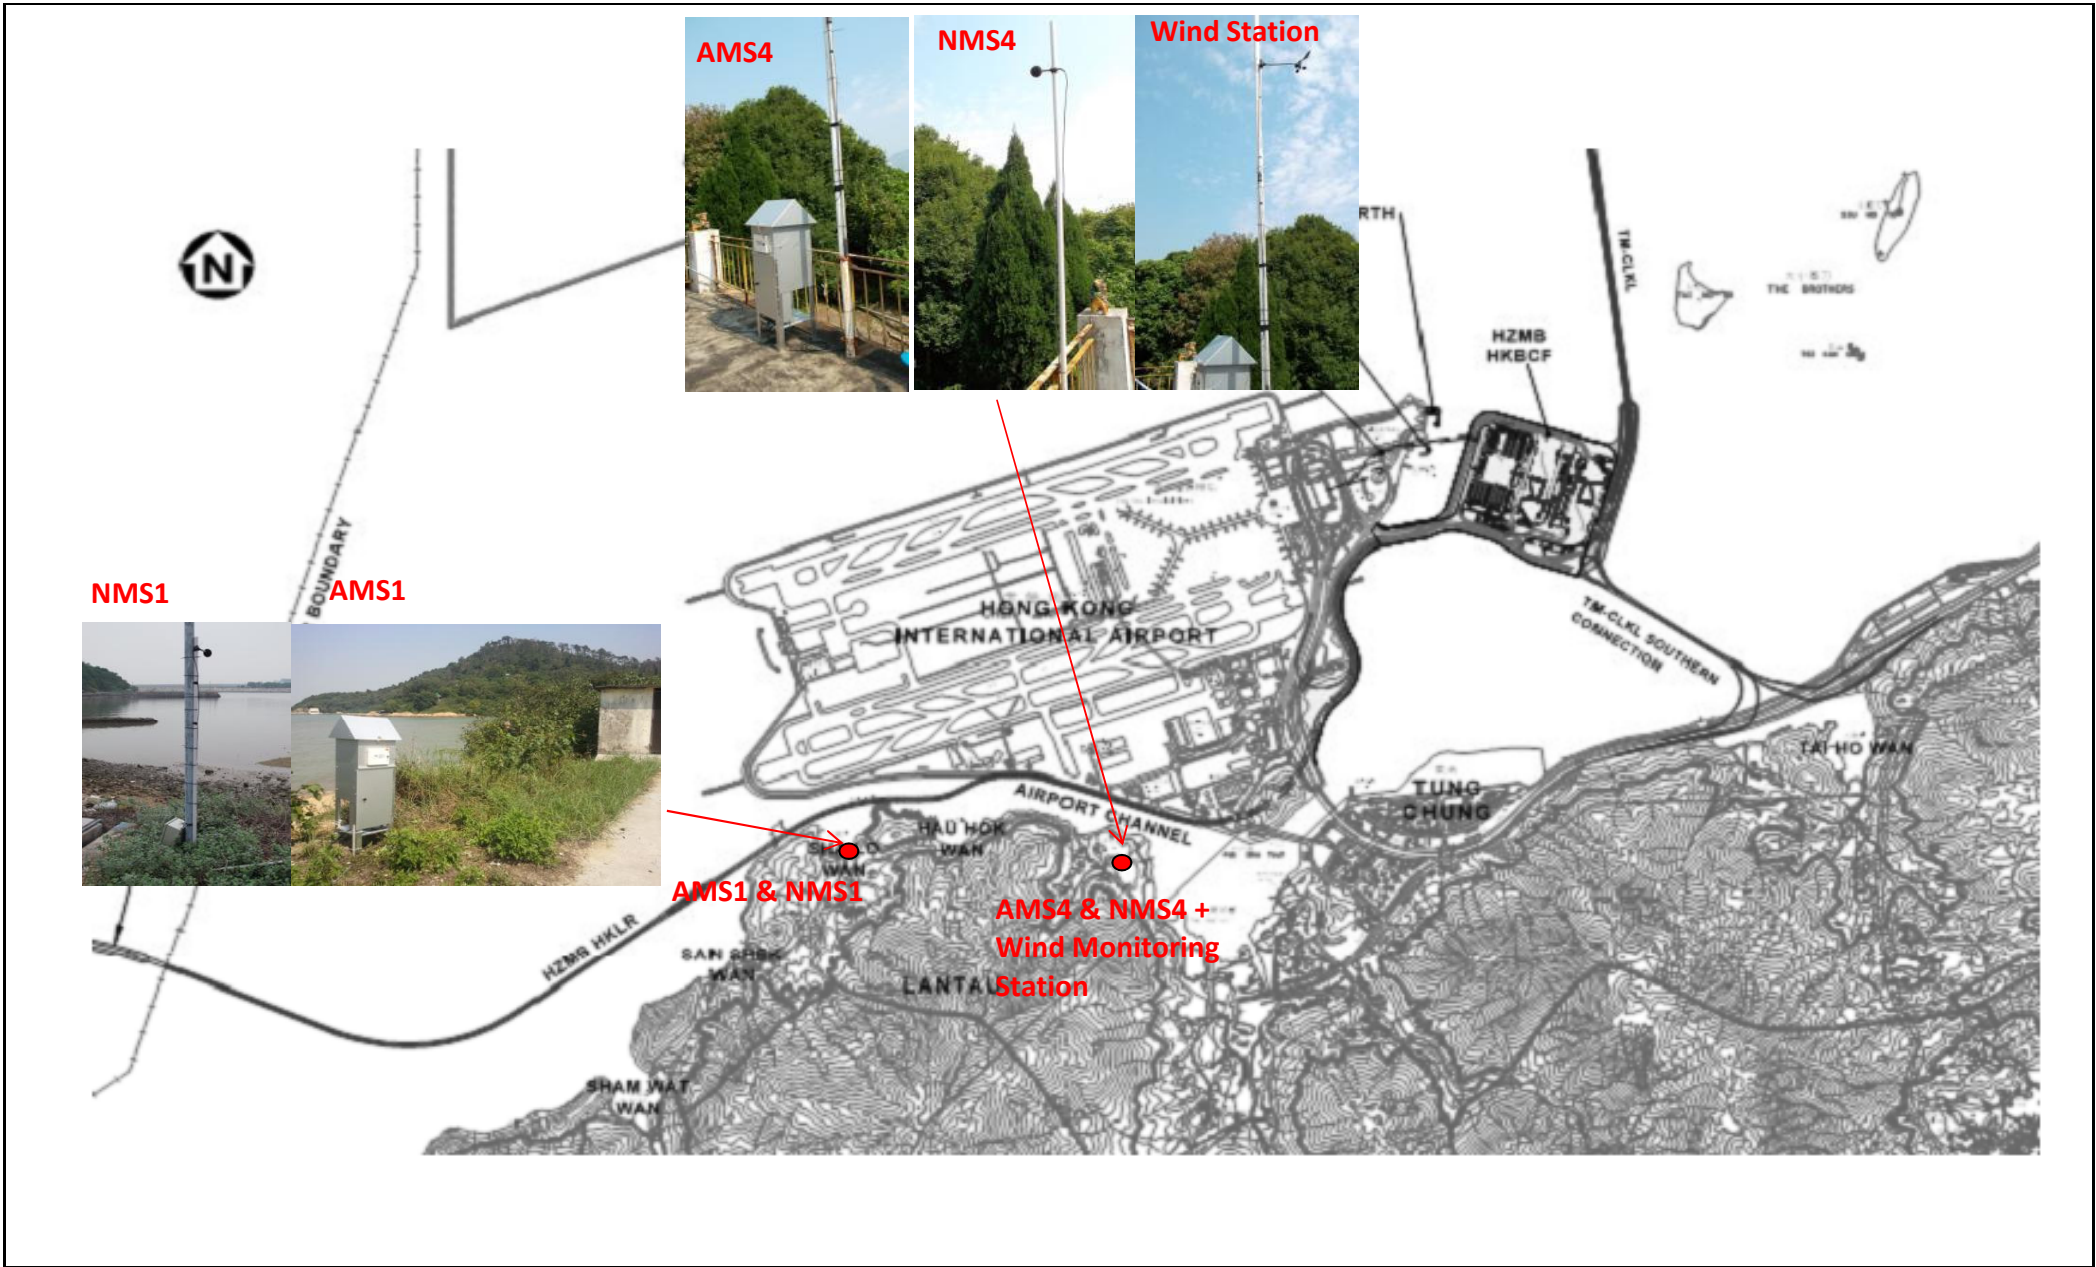 AMS4
NMS4
Wind Station
RTH
TM-CLKL
THE BROTHERS
HZMB
HKBCF
N
BOUNDARY
NMS1
AMS1
HONG KONG
INTERNATIONAL AIRPORT
TM-CLKL SOUTHERN
CONNECTION
TAI HO WAN
TUNG
CHUNG
AIRPORT CHANNEL
HAU HOK
WAN
WAN
AMS1 & NMS1
AMS4 & NMS4 +
Wind Monitoring
Station
HZMB HKLR
SAN SHEK
WAN
LANTAU
SHAM WAT
WAN